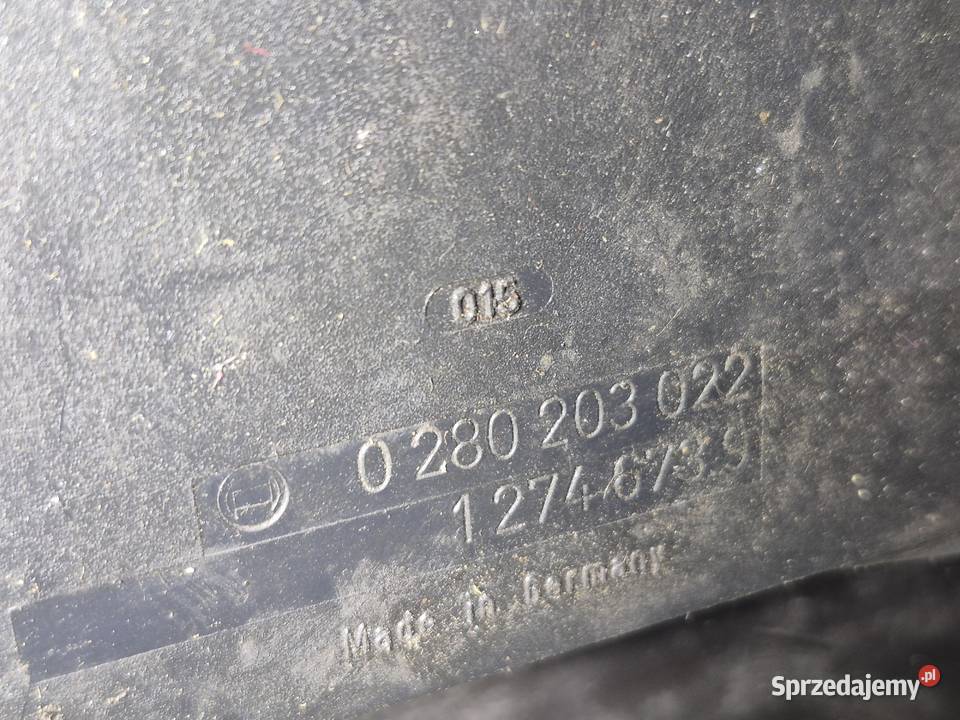 015
0 280 203 022
1 274 673 9
Made in Germany
Sprzedajemy.pl